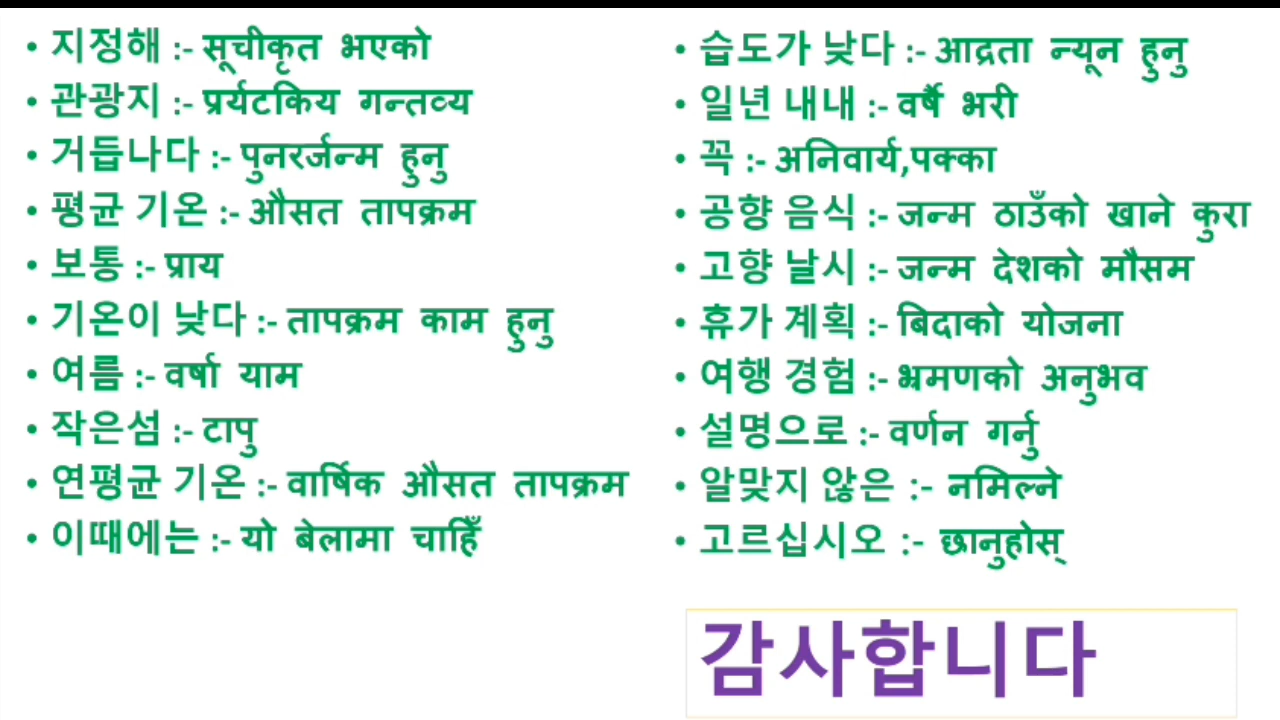 • 지정해 :- सूचीकृत भएको
• 관광지 :- प्रर्यटकिय गन्तव्य
• 거듭나다 :- पुनरर्जन्म हुनु
• 평균 기온 :- औसत तापक्रम
• 보통 :- प्राय
• 기온이 낮다 :- तापक्रम काम हुनु
• 여름 :- वर्षा याम
• 작은섬 :- टापु
• 연평균 기온 :- वार्षिक औसत तापक्रम
• 이때에는 :- यो बेलामा चाहिँ
• 습도가 낮다 :- आद्रता न्यून हुनु
• 일년 내내 :- वर्षै भरी
• 꼭 :- अनिवार्य,पक्का
• 공향 음식 :- जन्म ठाउँको खाने कुरा
• 고향 날시 :- जन्म देशको मौसम
• 휴가 계획 :- बिदाको योजना
• 여행 경험 :- भ्रमणको अनुभव
• 설명으로 :- वर्णन गर्नु
• 알맞지 않은 :- नमिल्ने
• 고르십시오 :- छानुहोस्
감사합니다